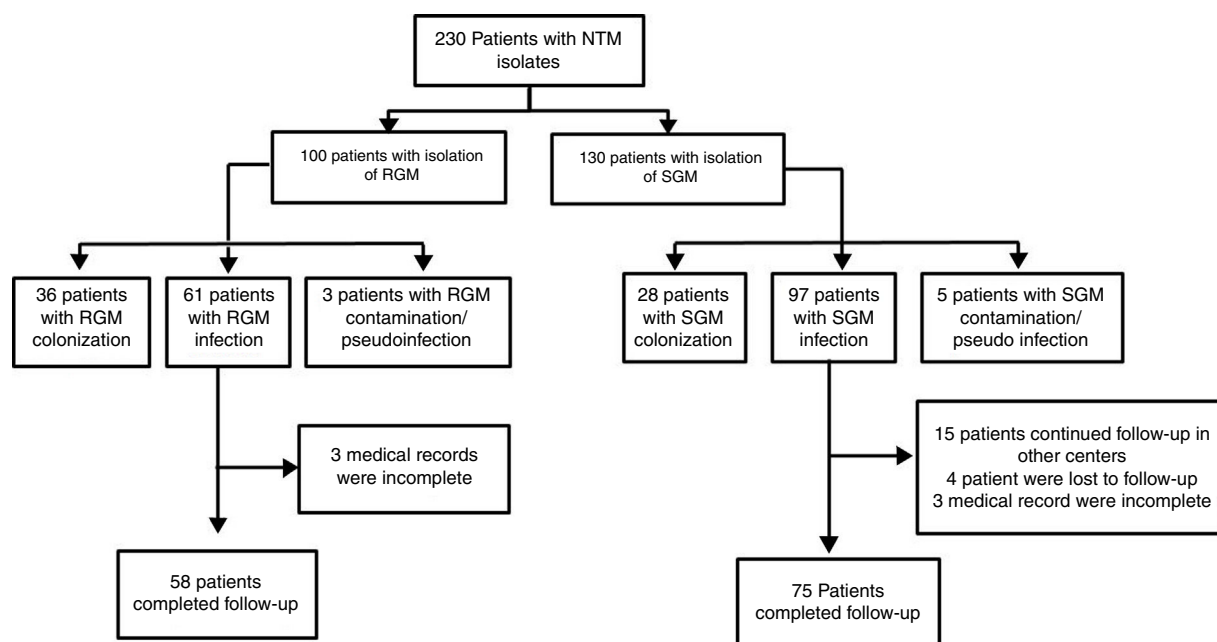 230 Patients with NTM
isolates
100 patients with isolation
of RGM
130 patients with isolation
of SGM
36 patients
with RGM
colonization
61 patients
with RGM
infection
3 patients with RGM
contamination/
pseudoinfection
28 patients
with SGM
colonization
97 patients
with SGM
infection
5 patients with SGM
contamination/
pseudo infection
3 medical records
were incomplete
15 patients continued follow-up in
other centers
4 patient were lost to follow-up
3 medical record were incomplete
58 patients
completed follow-up
75 Patients
completed follow-up